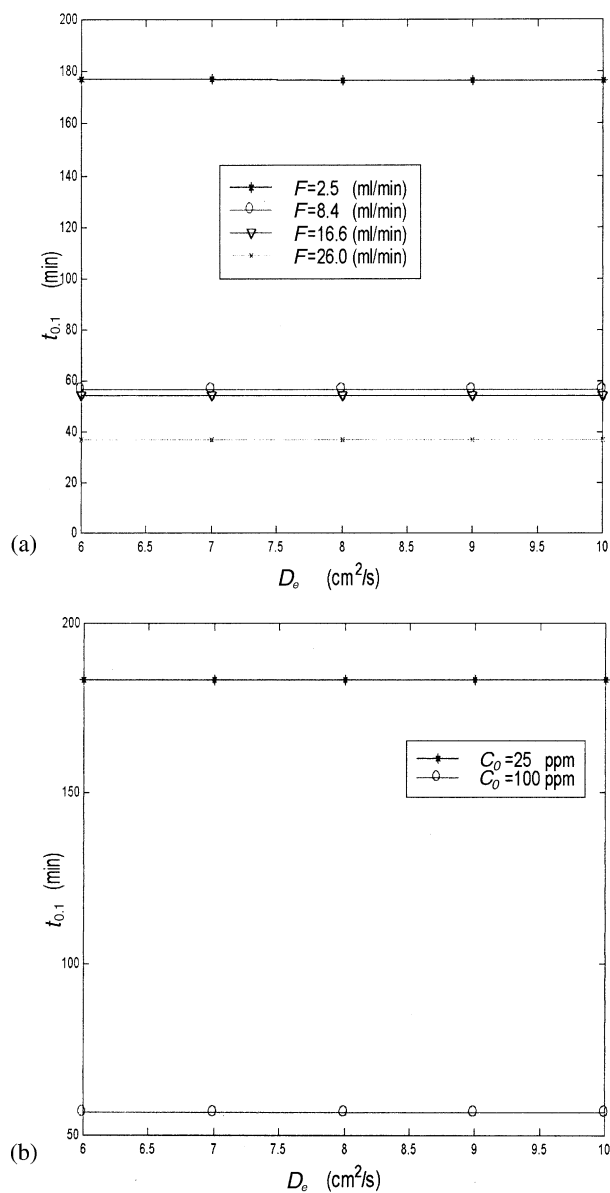 200
180
160
140
120
100
80
60
40
20
0
t0.1 (min)
F=2.5 (ml/min)
F=8.4 (ml/min)
F=16.6 (ml/min)
F=26.0 (ml/min)
6 6.5 7 7.5 8 8.5 9 9.5 10
(a)
De (cm²/s)
200
150
100
50
t0.1 (min)
C0=25 ppm
C0=100 ppm
6 6.5 7 7.5 8 8.5 9 9.5 10
(b)
De (cm²/s)